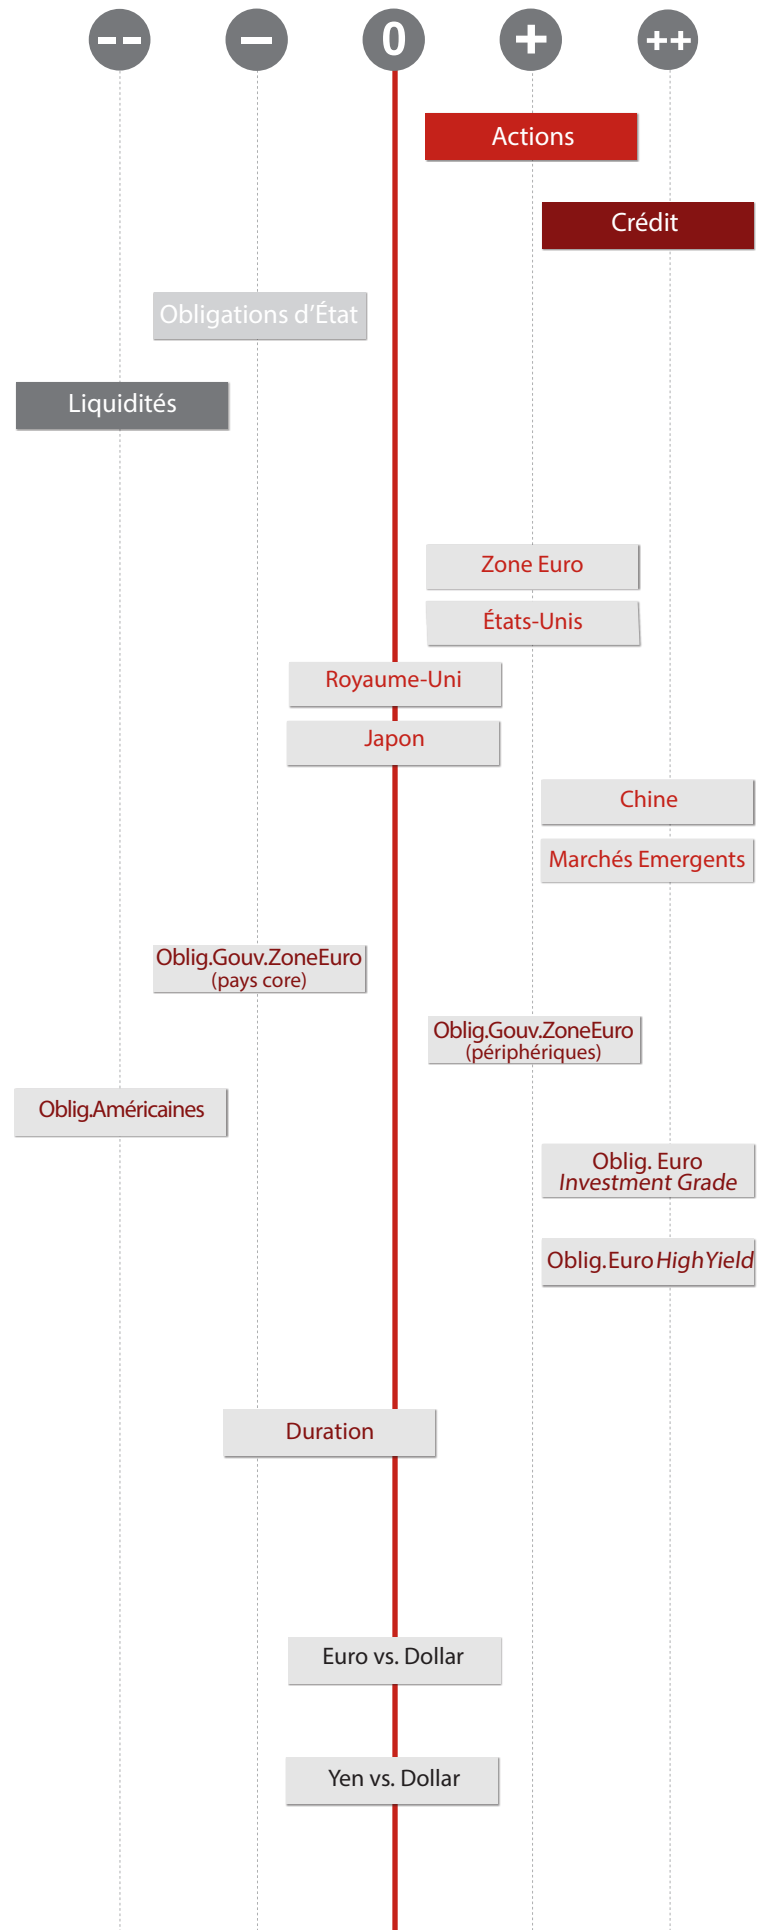 -- - 0 + ++
Actions
Crédit
Obligations d'État
Liquidités
Zone Euro
États-Unis
Royaume-Uni
Japon
Chine
Marchés Emergents
Oblig.Gouv.ZoneEuro
(pays core)
Oblig.Gouv.ZoneEuro
(périphériques)
Oblig.Américaines
Oblig. Euro
Investment Grade
Oblig.Euro High Yield
Duration
Euro vs. Dollar
Yen vs. Dollar